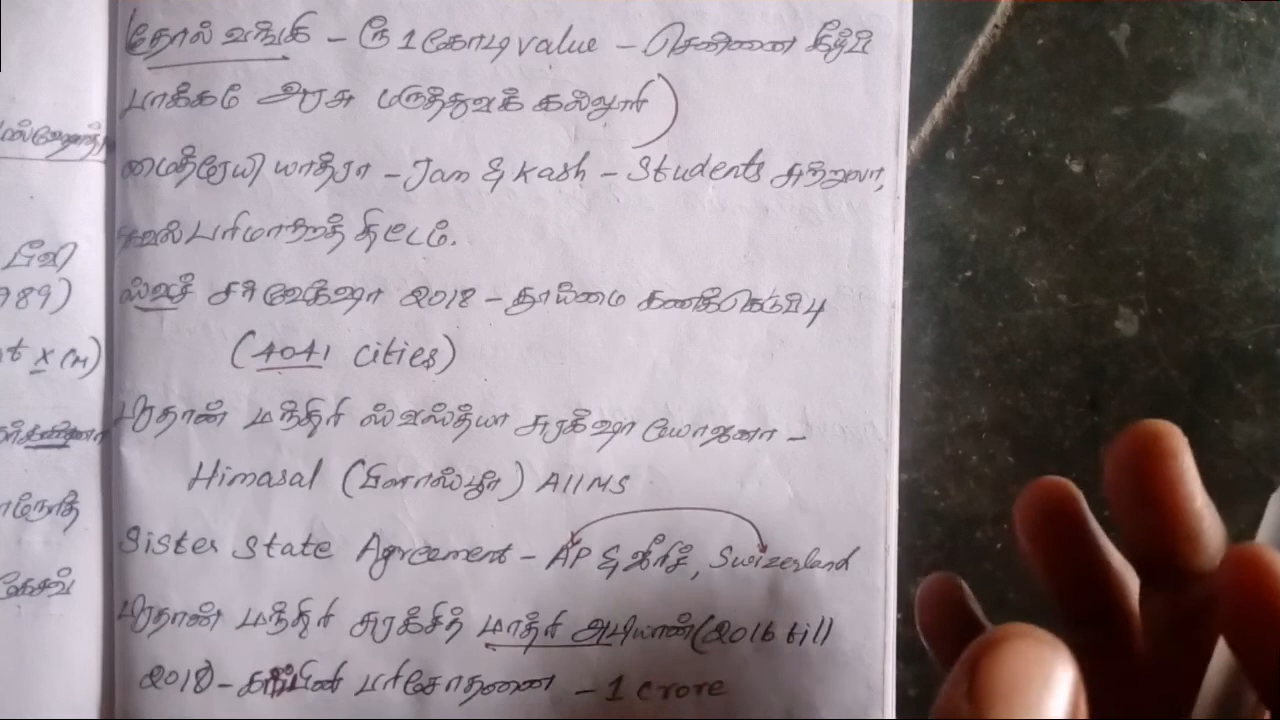 தோல் வங்கி - ரூ 1 கோடி value - சென்னை கீழ்ப்
பாக்கம் அரசு மருத்துவக் கல்லூரி)
மைத்ரேயி யாத்ரா - Jam & Kash - Students சுற்றுலா,
கலை பரிமாற்றத் திட்டம்.
பீவி
989)
ஸ்வச் சர்வேக்ஷா 2018 - தூய்மை கணக்கெடுப்பு
(4041 Cities)
பிரதான் மந்திரி ஸ்வஸ்த்யா சுரக்ஷா யோஜனா -
Himasal (பிலாஸ்பூர்) AIIMS
Sister State Agreement - AP & ஜூரிச், Swizerland
பிரதான் மந்திரி சுரக்சித் மாத்ரி அபியான் (2016 till
2018) - கர்ப்பிணி பரிசோதனை - 1 crore